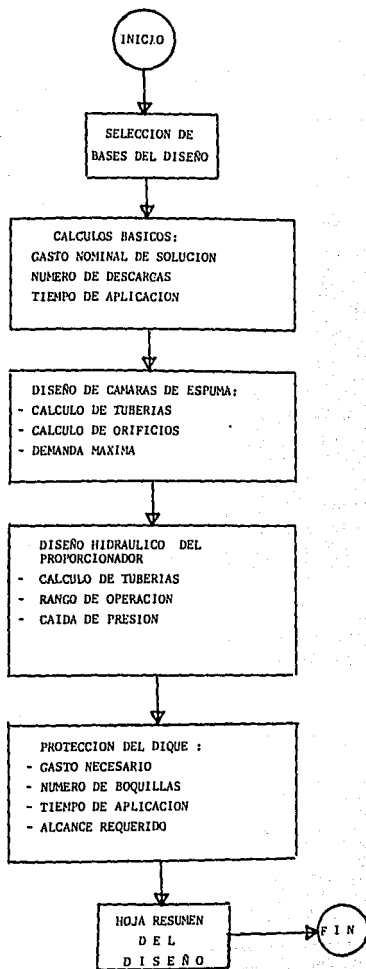 INICIO
SELECCION DE
BASES DEL DISEÑO
CALCULOS BASICOS:
GASTO NOMINAL DE SOLUCION
NUMERO DE DESCARGAS
TIEMPO DE APLICACION
DISEÑO DE CAMARAS DE ESPUMA:
- CALCULO DE TUBERIAS
- CALCULO DE ORIFICIOS
- DEMANDA MAXIMA
DISEÑO HIDRAULICO DEL
PROPORCIONADOR
- CALCULO DE TUBERIAS
- RANGO DE OPERACION
- CAIDA DE PRESION
PROTECCION DEL DIQUE :
- GASTO NECESARIO
- NUMERO DE BOQUILLAS
- TIEMPO DE APLICACION
- ALCANCE REQUERIDO
HOJA RESUMEN
DEL
DISEÑO
FIN